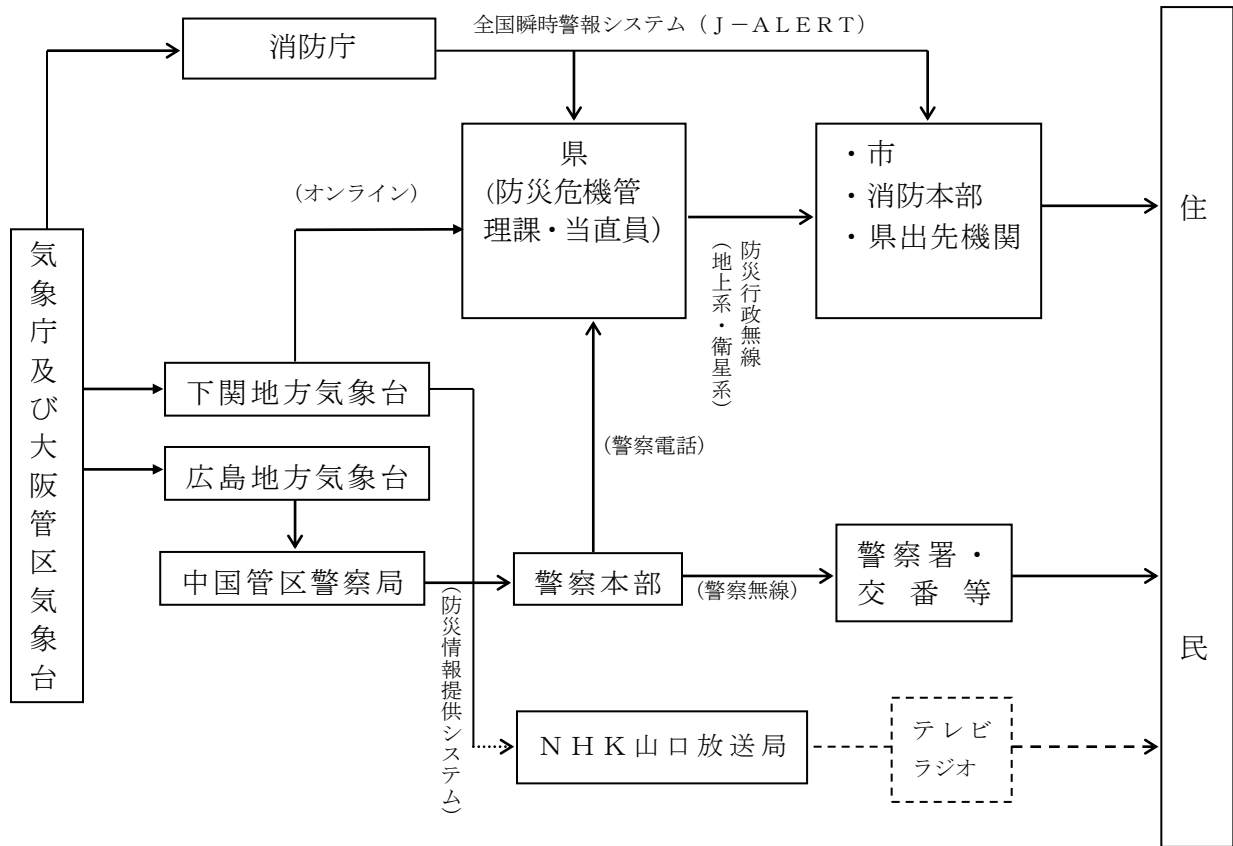 全国瞬時警報システム（Ｊ－ＡＬＥＲＴ）
消防庁
県
(防災危機管
理課・当直員)
・市
・消防本部
・県出先機関
(オンライン)
防災行政無線
(地上系・衛星系)
住民
気象庁及び大阪管区気象台
下関地方気象台
広島地方気象台
中国管区警察局
(警察電話)
警察本部
(警察無線)
警察署・
交番等
(防災情報提供システム)
ＮＨＫ山口放送局
テレビ
ラジオ